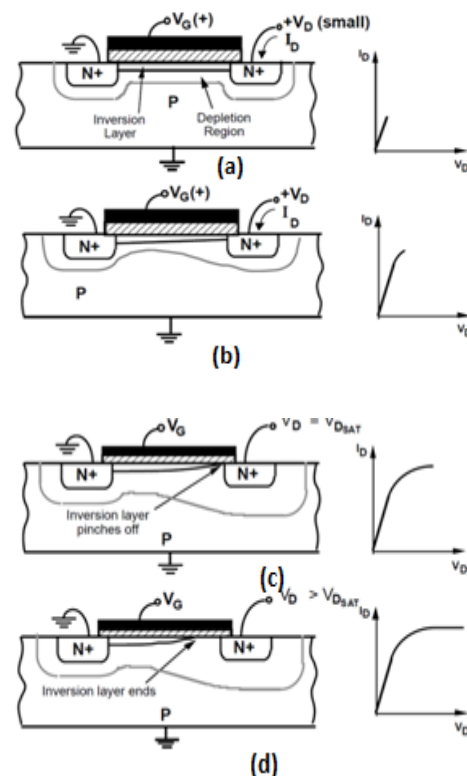 V_G(+)
+V_D (small)
I_D
N+
N+
Inversion
Layer
P
Depletion
Region
I_D
V_D
(a)
V_G(+)
+V_D
I_D
N+
N+
P
I_D
V_D
(b)
V_G
V_D = V_DSAT
N+
N+
Inversion layer
pinches off
P
I_D
V_D
(c)
V_G
V_D > V_DSAT
I_D
N+
N+
Inversion layer ends
P
V_D
(d)